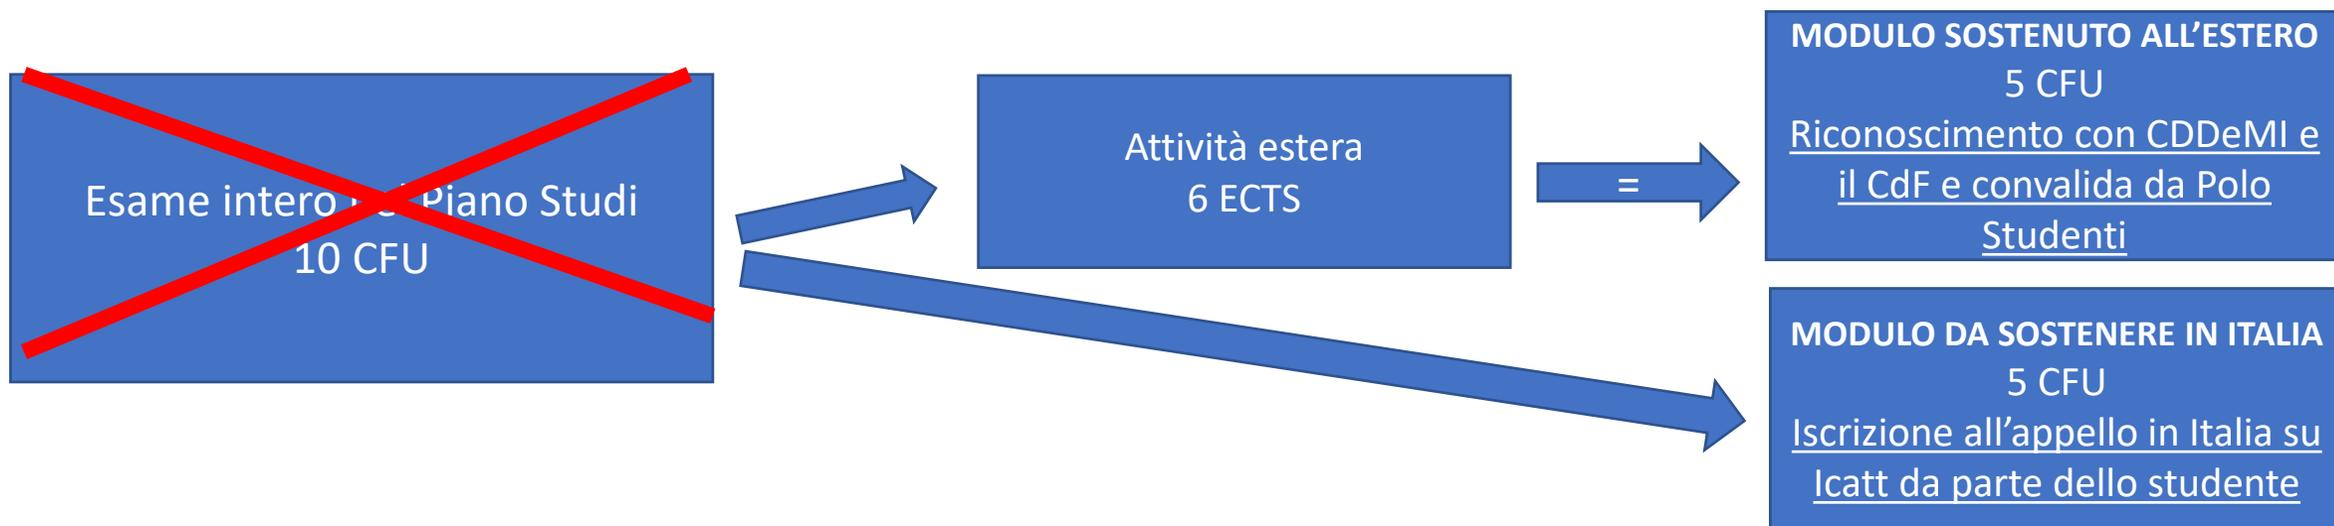 Esame intero Piano Studi
10 CFU
Attività estera
6 ECTS
=
MODULO SOSTENUTO ALL'ESTERO
5 CFU
Riconoscimento con CDDeMI e
il CdF e convalida da Polo
Studenti
MODULO DA SOSTENERE IN ITALIA
5 CFU
Iscrizione all'appello in Italia su
Icatt da parte dello studente